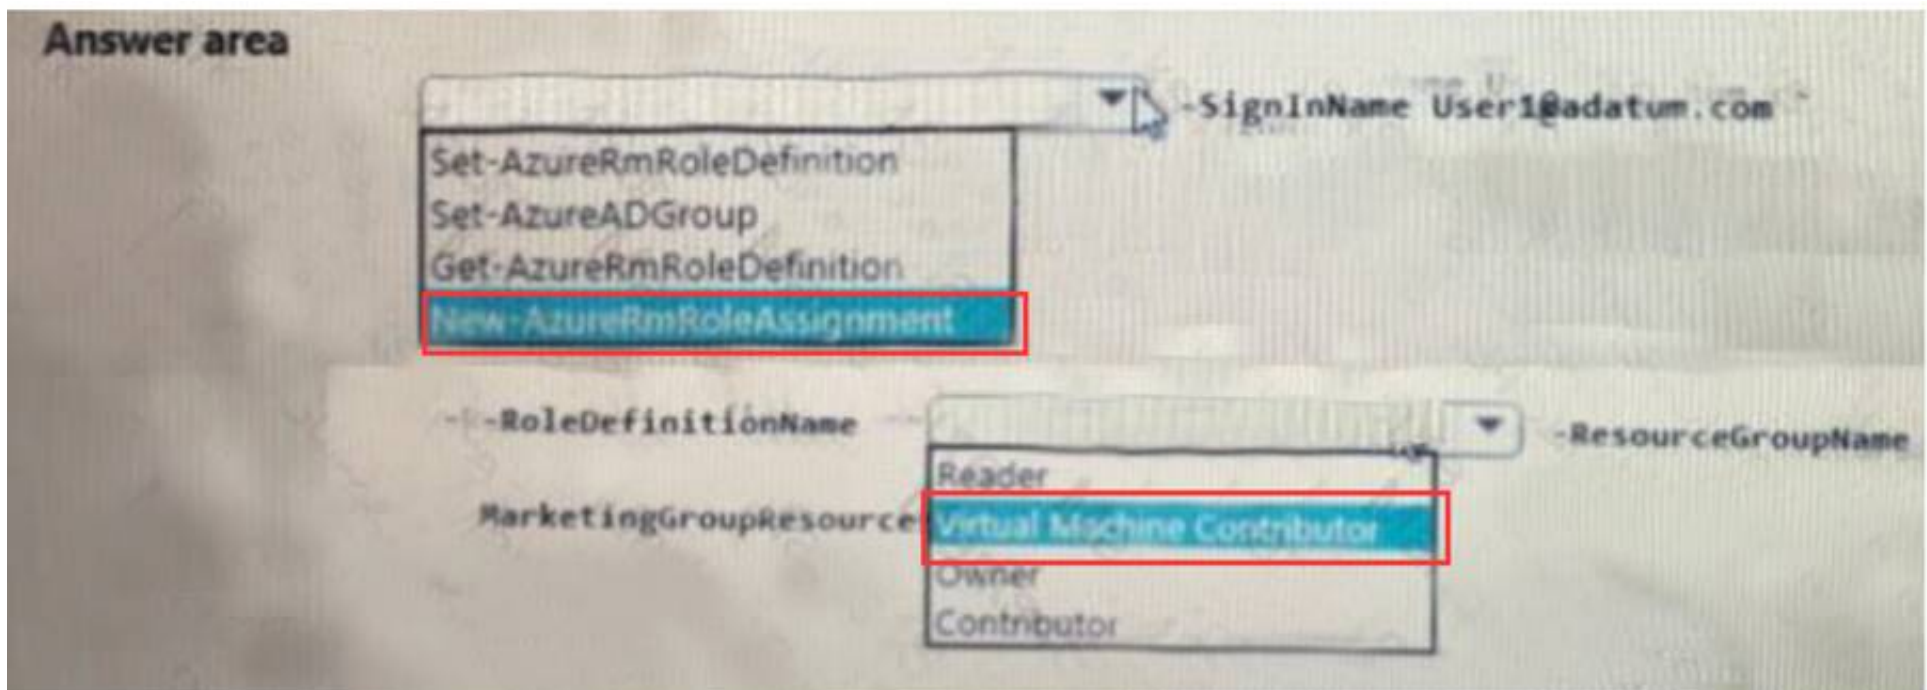 Answer area
-SignInName User1@adatum.com `
Set-AzureRmRoleDefinition
Set-AzureADGroup
Get-AzureRmRoleDefinition
New-AzureRmRoleAssignment
-RoleDefinitionName
-ResourceGroupName
Reader
MarketingGroupResource
Virtual Machine Contributor
Owner
Contributor